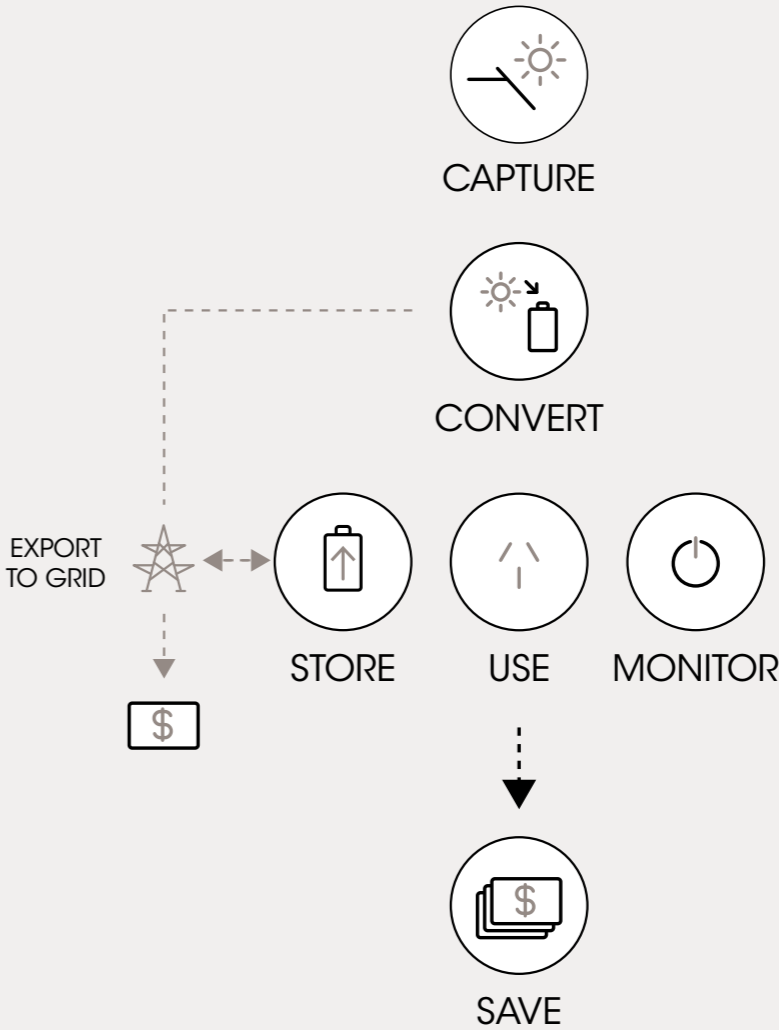 CAPTURE
CONVERT
EXPORT
TO GRID
STORE
USE
MONITOR
$
$
SAVE